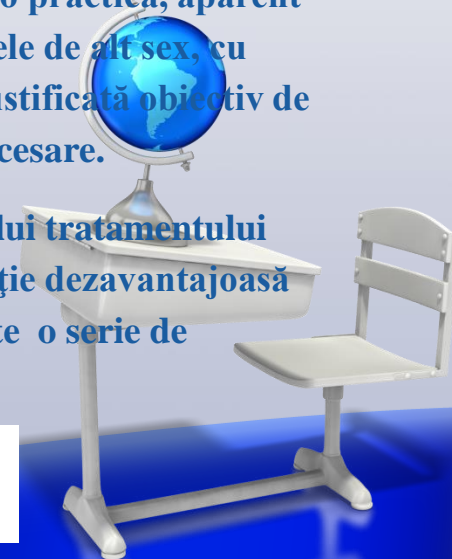 o practică, aparent
ele de alt sex, cu
ustificată obiectiv de
cesare.
lui tratamentului
ţie dezavantajoasă
te o serie de